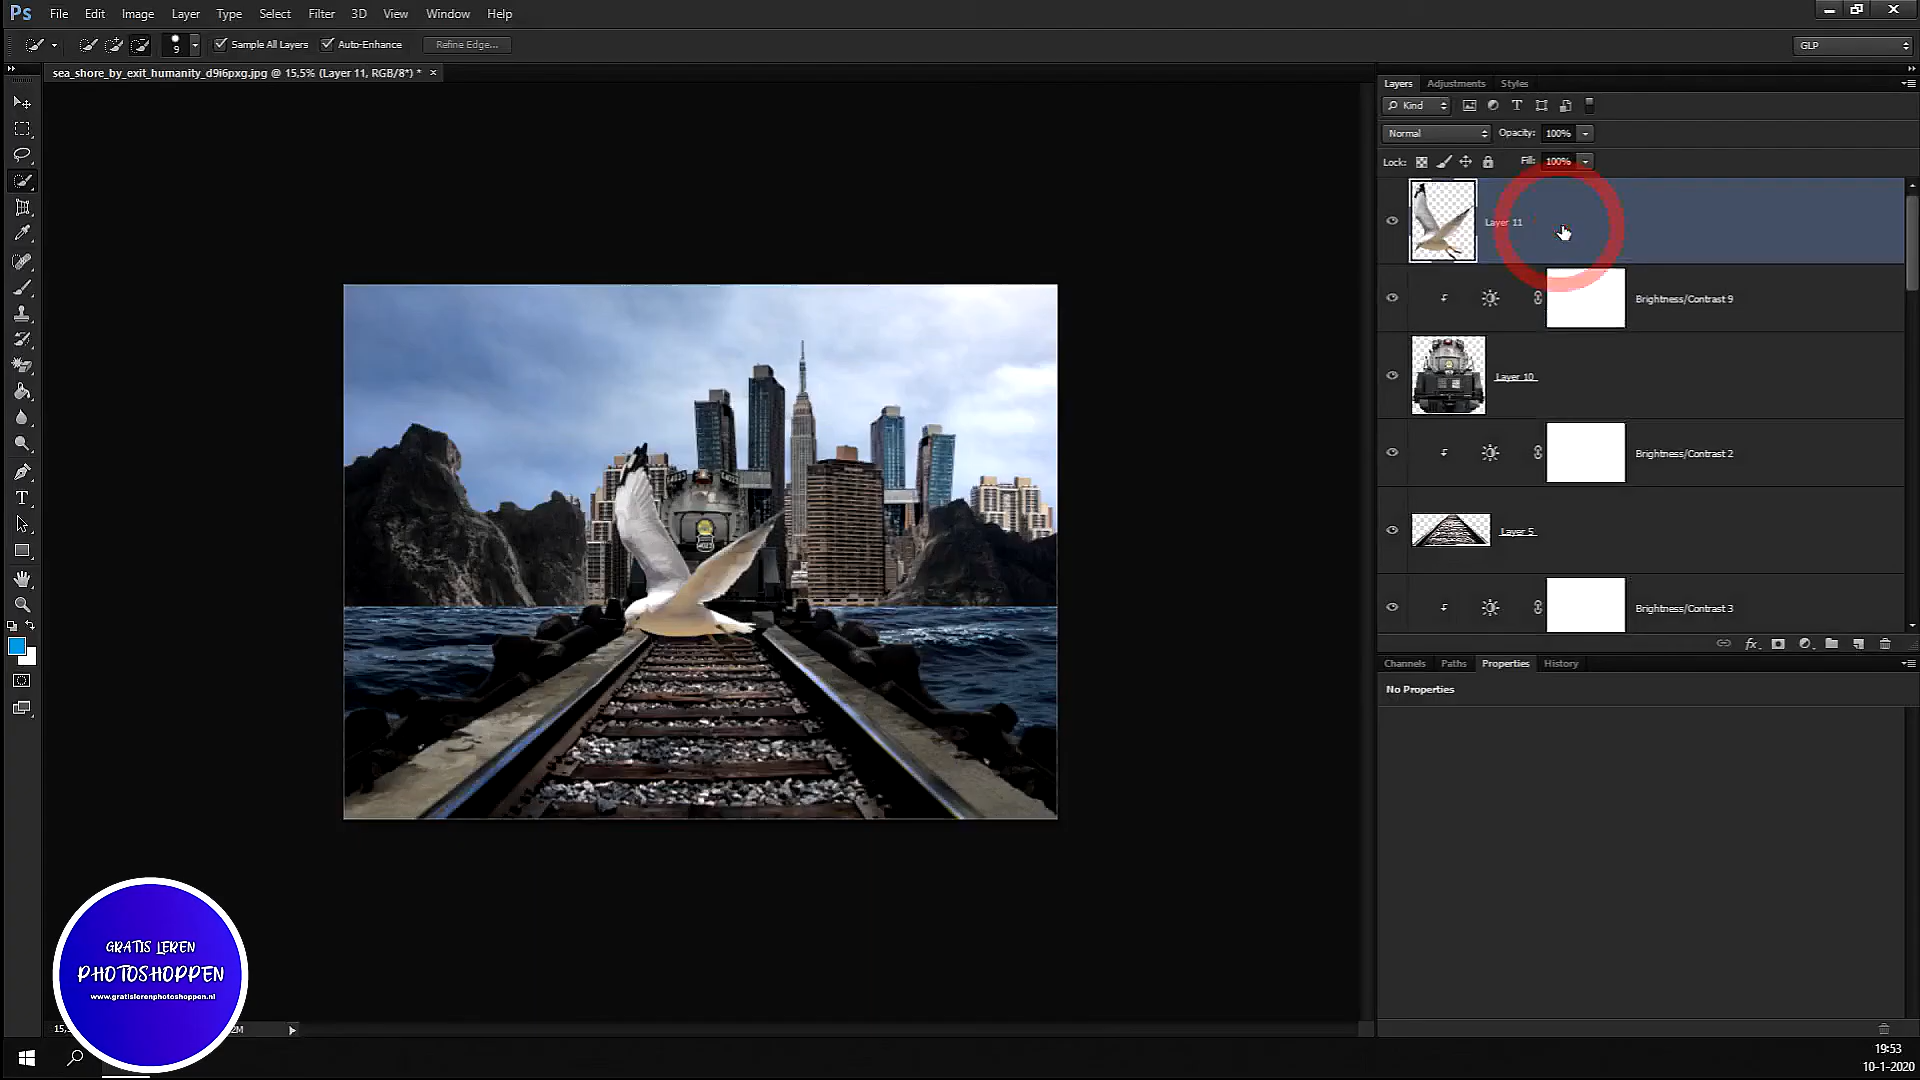 Ps File Edit Image Layer Type Select Filter 3D View Window Help
9 Sample All Layers Auto-Enhance Refine Edge... GLP
sea_shore_by_exit_humanity_d9i6pxg.jpg @ 15,5% (Layer 11, RGB/8*) * ×
Layers Adjustments Styles
Kind
Normal Opacity: 100%
Lock: Fill: 100%
Layer 11
Brightness/Contrast 9
Layer 10
Brightness/Contrast 2
Layer 5
Brightness/Contrast 3
Channels Paths Properties History
No Properties
GRATIS LEREN
PHOTOSHOPPEN
www.gratislerenphotoshoppen.nl
19:53
10-1-2020